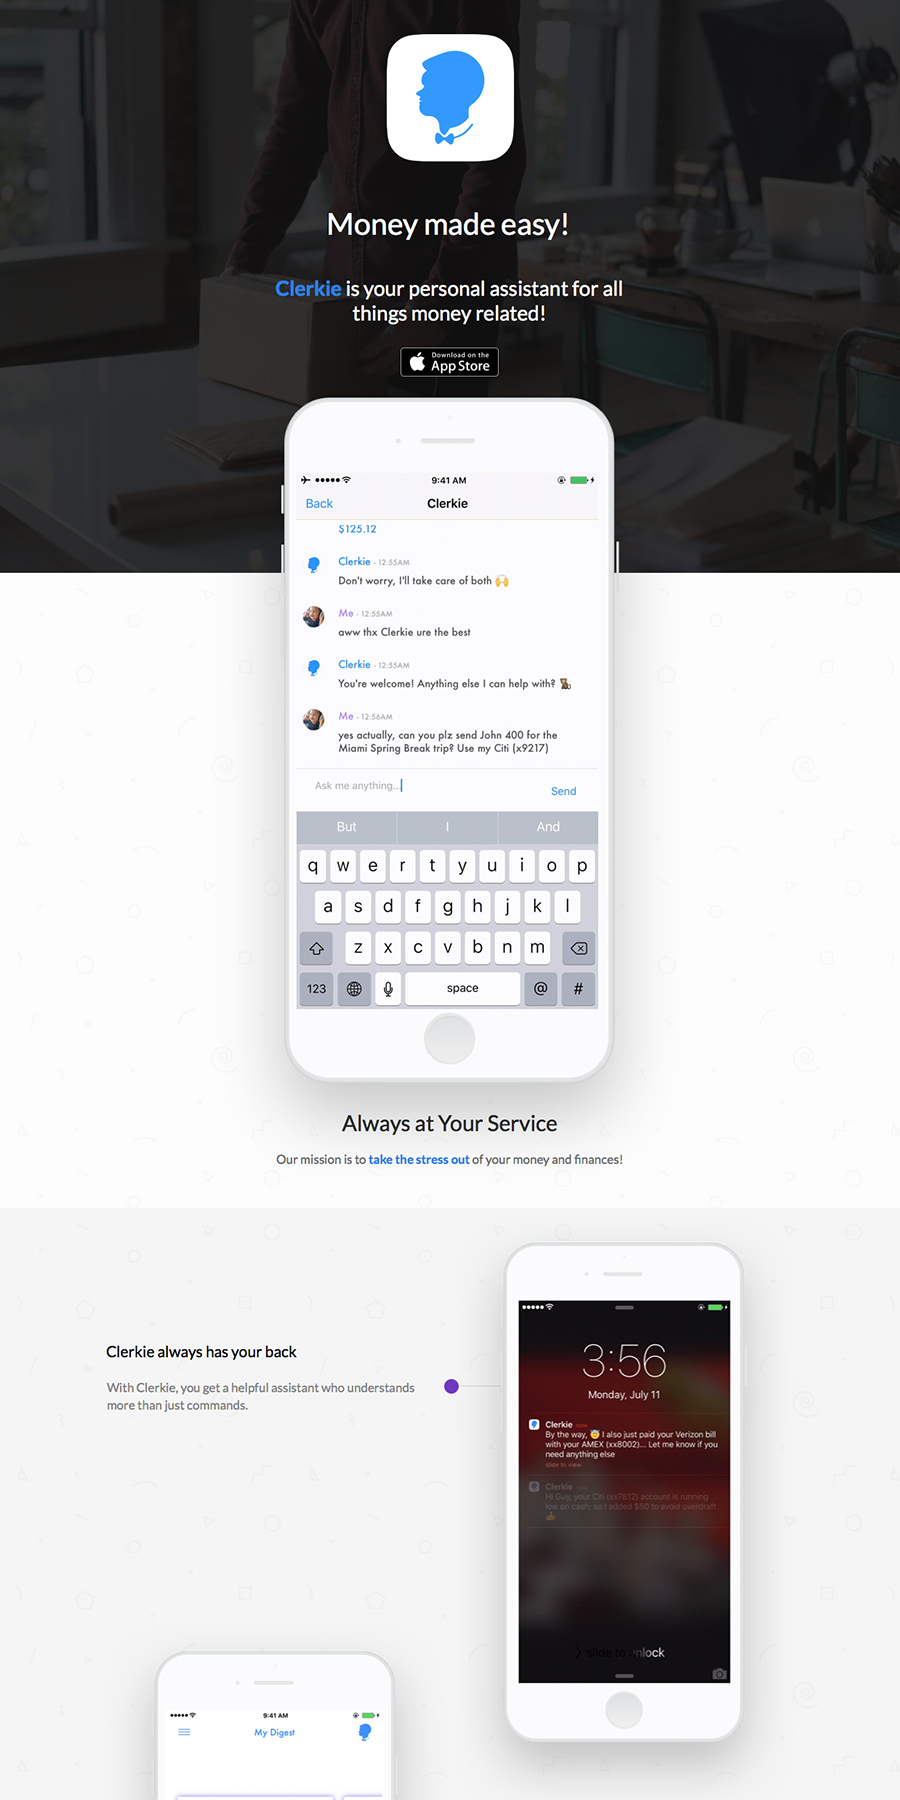 Money made easy!
Clerkie is your personal assistant for all
things money related!
Download on the
App Store
9:41 AM
Back
Clerkie
$125.12
Clerkie - 12:55AM
Don't worry, I'll take care of both 🙌
Me - 12:55AM
aww thx Clerkie ure the best
Clerkie - 12:55AM
You're welcome! Anything else I can help with? 🐻
Me - 12:56AM
yes actually, can you plz send John 400 for the
Miami Spring Break trip? Use my Citi (x9217)
Ask me anything...
Send
But I And
q w e r t y u i o p
a s d f g h j k l
z x c v b n m
123 space @ #
Always at Your Service
Our mission is to take the stress out of your money and finances!
Clerkie always has your back
With Clerkie, you get a helpful assistant who understands
more than just commands.
3:56
Monday, July 11
Clerkie now
By the way, 😇 I also just paid your Verizon bill
with your AMEX (xx8002)... Let me know if you
need anything else
slide to view
Clerkie now
Hi Guy, your Citi (xx7812) account is running
low on cash; so I added $50 to avoid overdraft
👍
> slide to unlock
9:41 AM
My Digest